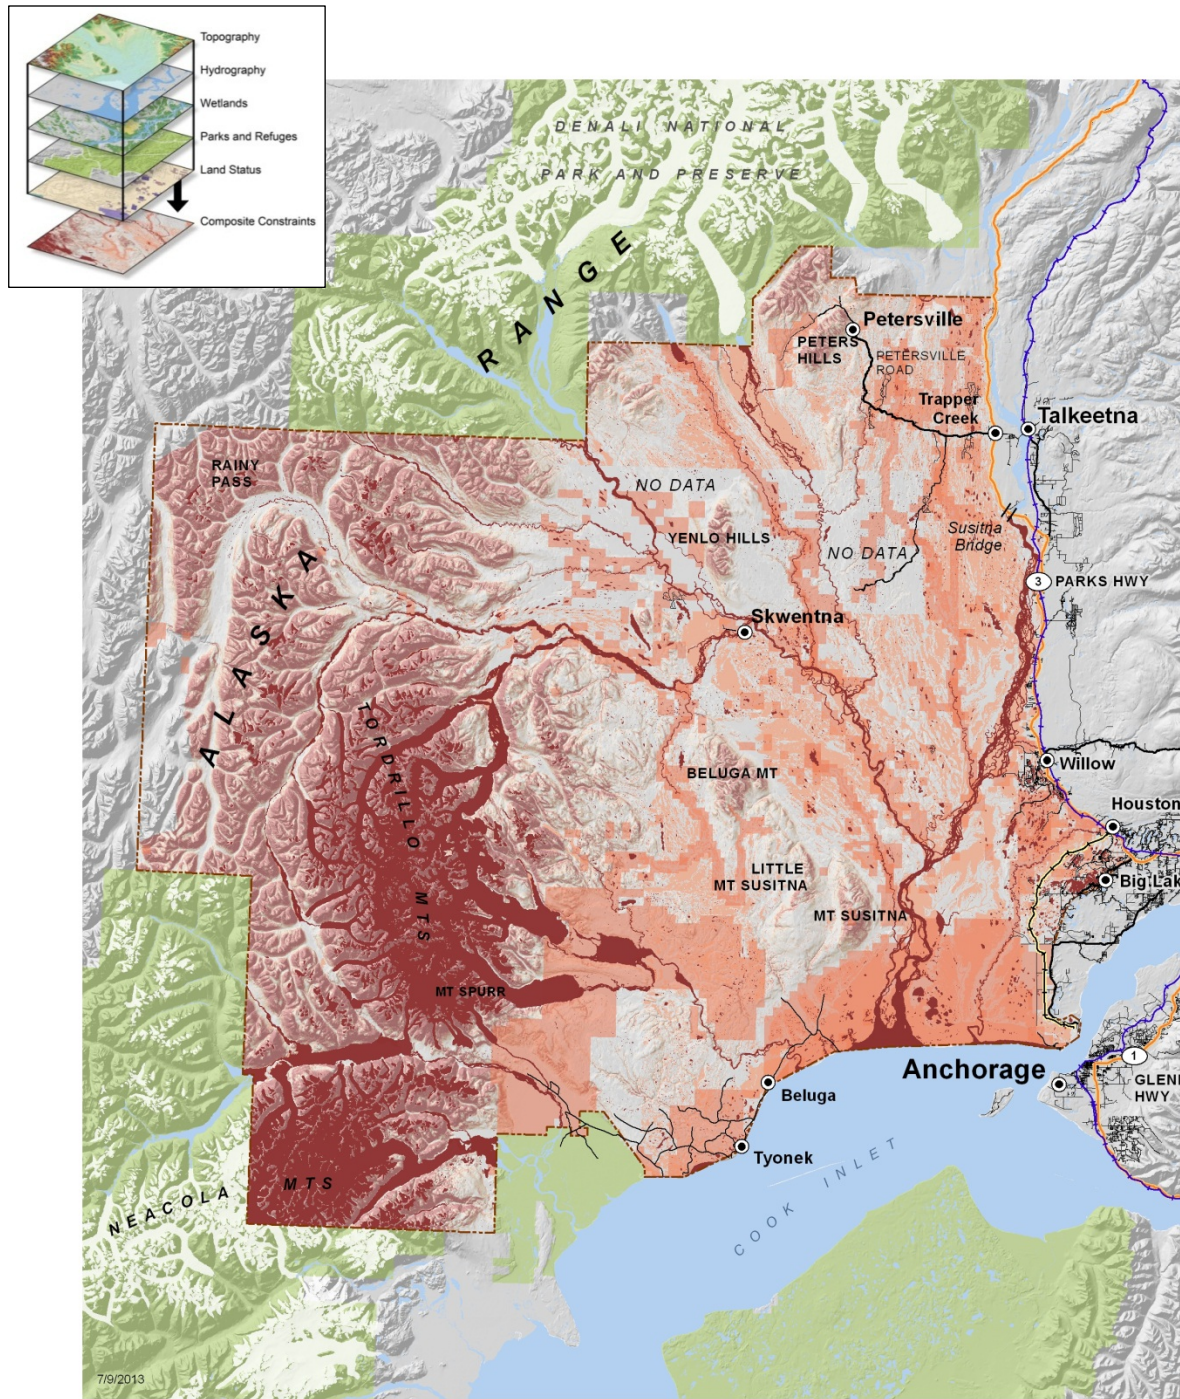 Topography
Hydrography
Wetlands
Parks and Refuges
Land Status
Composite Constraints
DENALI NATIONAL
PARK AND PRESERVE
RANGE
Petersville
PETERS
HILLS
PETERSVILLE
ROAD
Trapper
Creek
Talkeetna
RAINY
PASS
NO DATA
YENLO HILLS
NO DATA
Susitna
Bridge
3
PARKS HWY
ALASKA
Skwentna
TORDRILLO MTS
BELUGA MT
Willow
Houston
LITTLE
MT SUSITNA
MT SUSITNA
Big Lak
MT SPURR
Anchorage
1
GLENN
HWY
Beluga
Tyonek
NEACOLA MTS
COOK INLET
7/9/2013